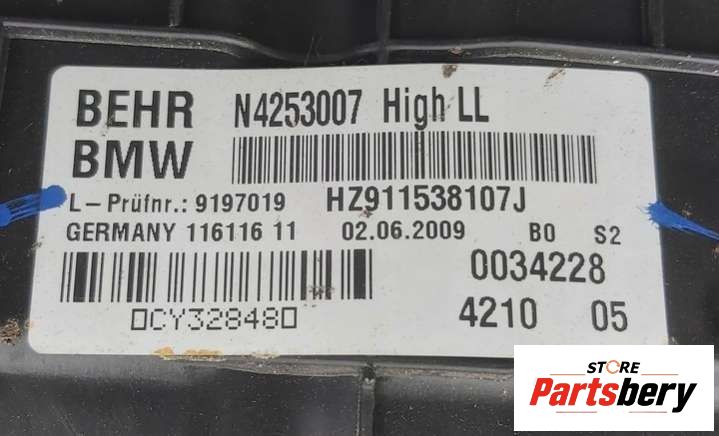 BEHR N4253007 High LL
BMW
L-Prüfnr.: 9197019 HZ911538107J
GERMANY 116116 11 02.06.2009 B0 S2
0034228
0CY328480
4210 05
STORE
Partsbery